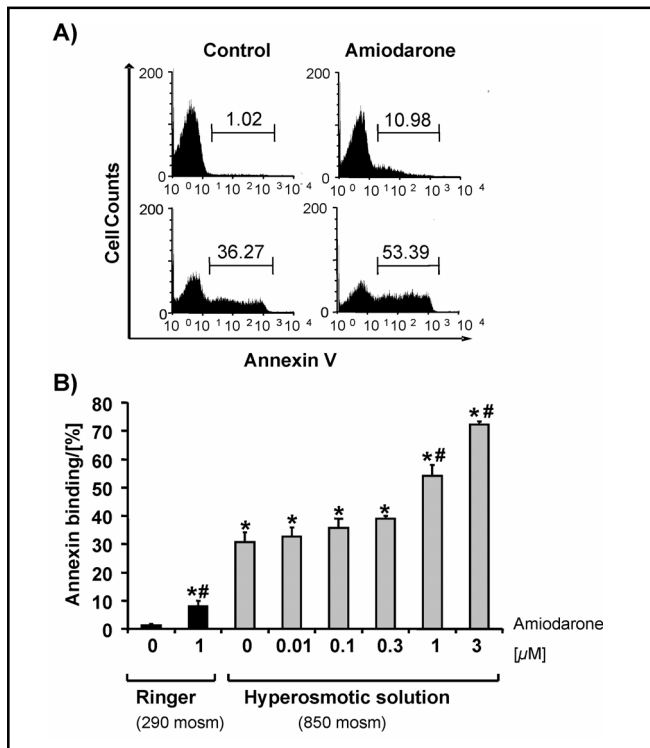 A)
Control Amiodarone
200 200
1.02 10.98
100 100
0 0
10 0 10 1 10 2 10 3 10 4 10 0 10 1 10 2 10 3 10 4
200 200
36.27 53.39
100 100
0 0
10 0 10 1 10 2 10 3 10 4 10 0 10 1 10 2 10 3 10 4
Cell Counts
Annexin V
B)
Annexin binding/[%]
80
70
60
50
40
30
20
10
0
*# * * * * *# *#
0 1 0 0.01 0.1 0.3 1 3
Amiodarone
[µM]
Ringer Hyperosmotic solution
(290 mosm) (850 mosm)